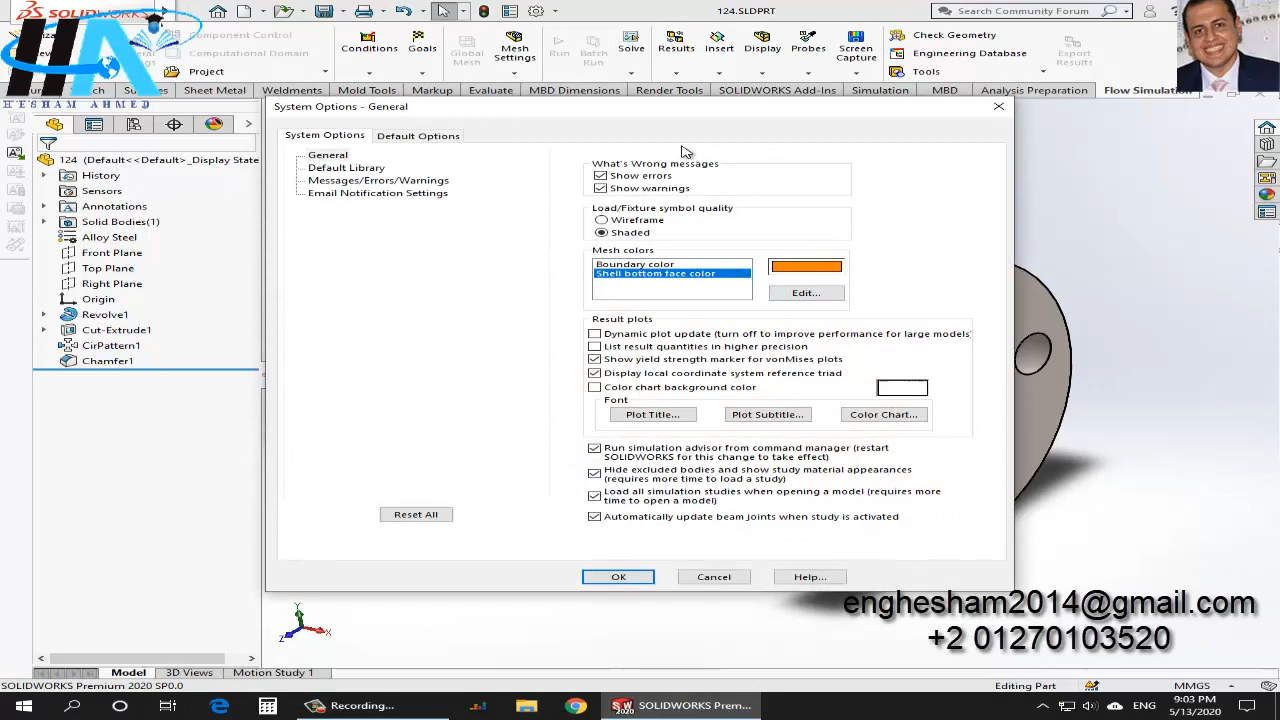 SOLIDWORKS
124.SLDPRT
Search Community Forum
Component Control
Computational Domain
Project
Conditions
Goals
Global Mesh
Mesh Settings
Run
Batch Run
Solve
Results
Insert
Display
Probes
Screen Capture
Check Geometry
Engineering Database
Tools
Export Results
Sheet Metal
Weldments
Mold Tools
Markup
Evaluate
MBD Dimensions
Render Tools
SOLIDWORKS Add-Ins
Simulation
MBD
Analysis Preparation
Flow Simulation
HA
HESHAM AHMED
124 (Default<<Default>_Display State
History
Sensors
Annotations
Solid Bodies(1)
Alloy Steel
Front Plane
Top Plane
Right Plane
Origin
Revolve1
Cut-Extrude1
CirPattern1
Chamfer1
System Options - General
System Options
Default Options
General
Default Library
Messages/Errors/Warnings
Email Notification Settings
Reset All
What's Wrong messages
Show errors
Show warnings
Load/Fixture symbol quality
Wireframe
Shaded
Mesh colors
Boundary color
Shell bottom face color
Edit...
Result plots
Dynamic plot update (turn off to improve performance for large models)
List result quantities in higher precision
Show yield strength marker for vonMises plots
Display local coordinate system reference triad
Color chart background color
Font
Plot Title...
Plot Subtitle...
Color Chart...
Run simulation advisor from command manager (restart
SOLIDWORKS for this change to take effect)
Hide excluded bodies and show study material appearances
(requires more time to load a study)
Load all simulation studies when opening a model (requires more
time to open a model)
Automatically update beam joints when study is activated
OK
Cancel
Help...
enghesham2014@gmail.com
+2 01270103520
Y
X
Z
Model
3D Views
Motion Study 1
SOLIDWORKS Premium 2020 SP0.0
Editing Part
MMGS
Recording...
SOLIDWORKS Prem...
ENG
9:03 PM
5/13/2020